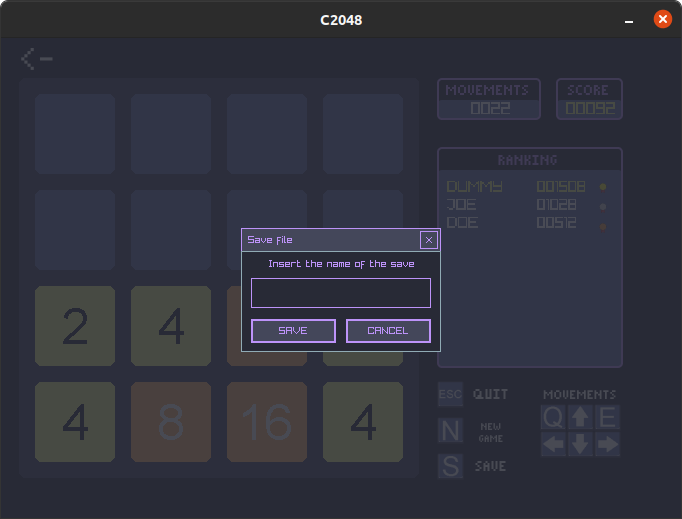 C2048
MOVEMENTS
0022
SCORE
00092
RANKING
DUMMY 001508
JOE 01028
DOE 00512
Save file
Insert the name of the save
SAVE CANCEL
2 4
4 8 16 4
ESC QUIT
N NEW GAME
S SAVE
MOVEMENTS
Q E